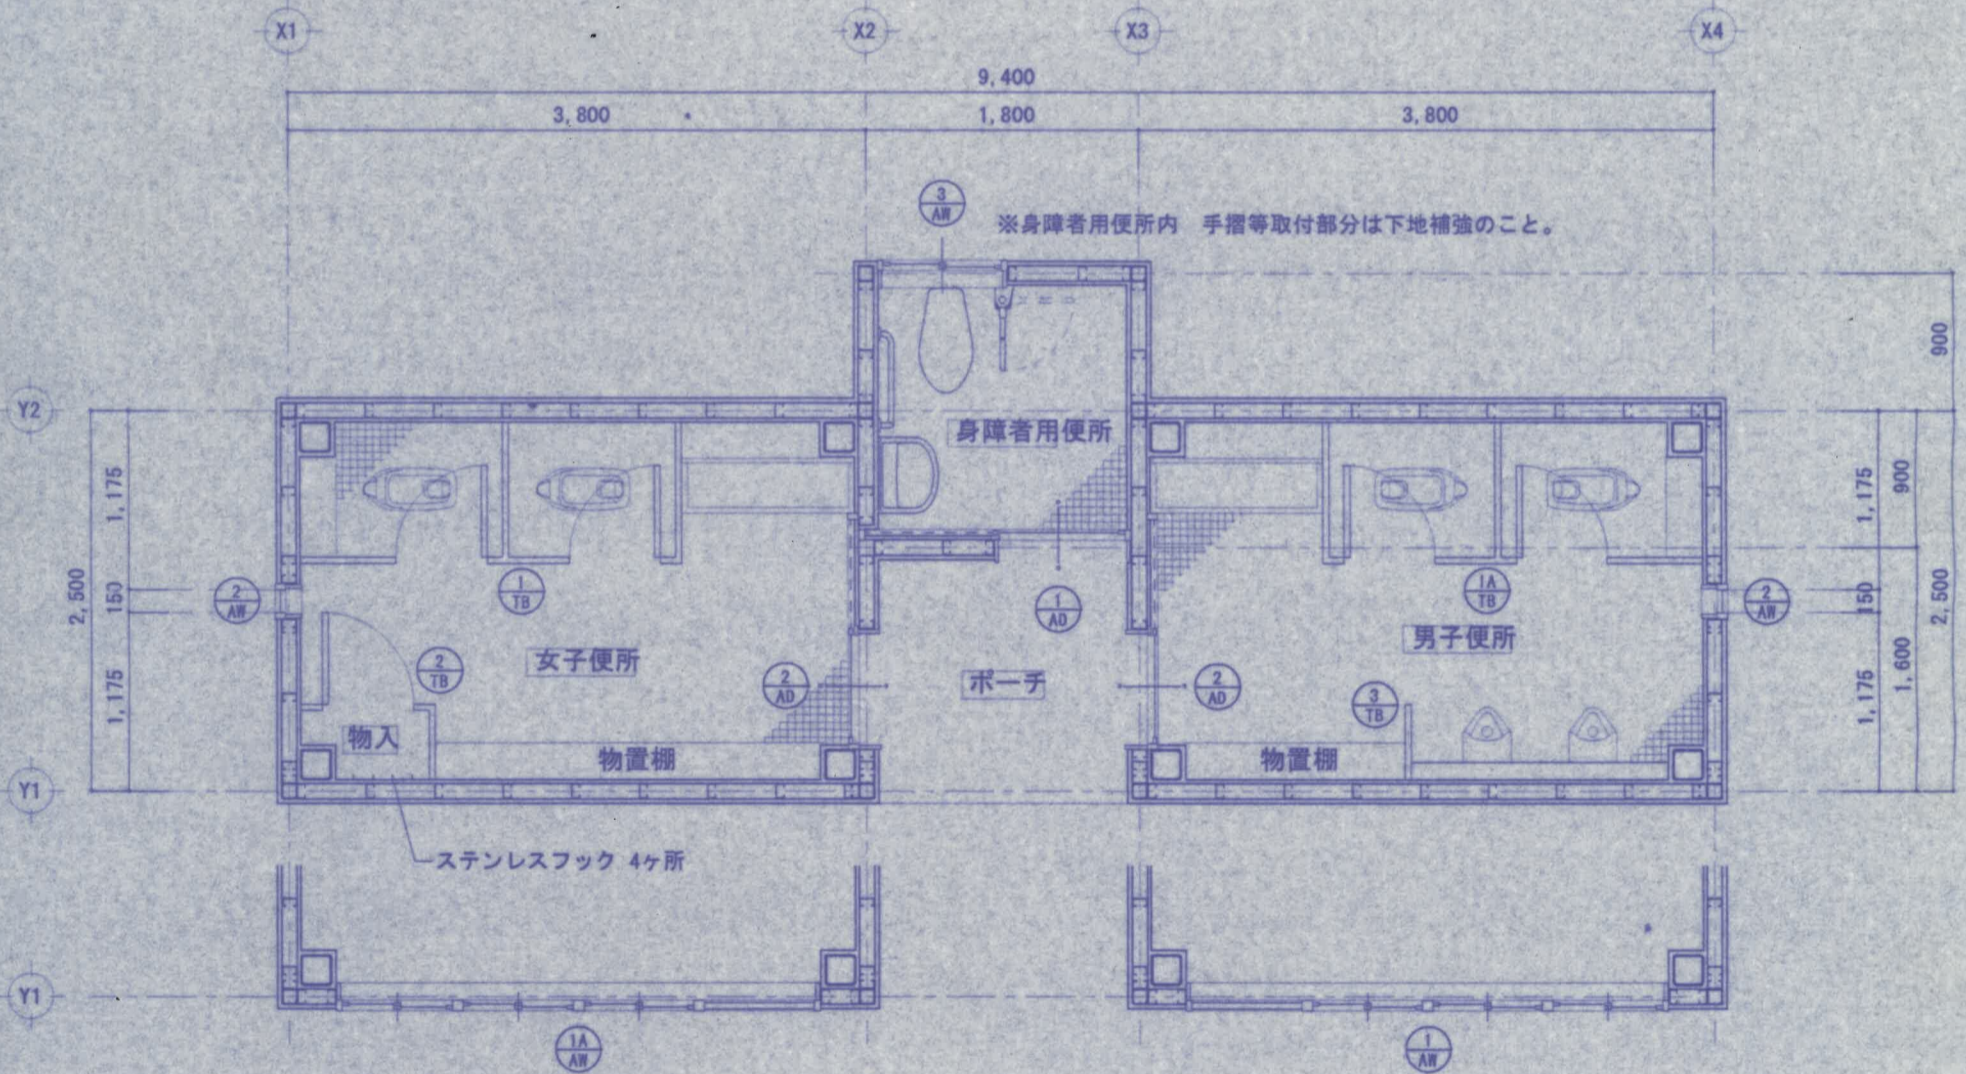 X1
X2
X3
X4
9,400
3,800
1,800
3,800
3
AW
※身障者用便所内 手摺等取付部分は下地補強のこと。
900
Y2
身障者用便所
1,175
150
1,175
2,500
2
AW
1
TB
1
AD
1A
TB
2
AW
1,175
150
1,175
900
1,600
2,500
女子便所
男子便所
2
TB
2
AD
ポーチ
2
AD
3
TB
物入
物置棚
物置棚
Y1
ステンレスフック 4ヶ所
Y1
1A
AW
1
AW